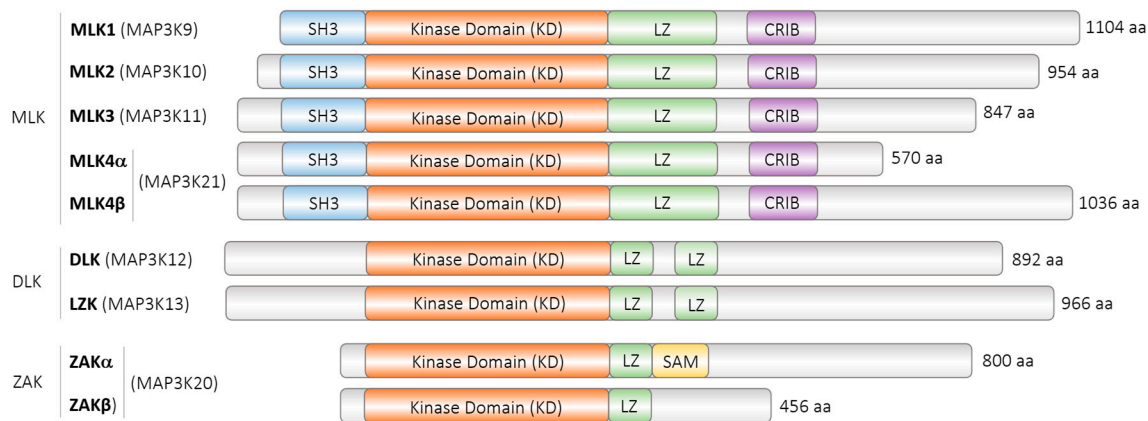 MLK1 (MAP3K9) SH3 Kinase Domain (KD) LZ CRIB 1104 aa
MLK2 (MAP3K10) SH3 Kinase Domain (KD) LZ CRIB 954 aa
MLK MLK3 (MAP3K11) SH3 Kinase Domain (KD) LZ CRIB 847 aa
MLK4α SH3 Kinase Domain (KD) LZ CRIB 570 aa
(MAP3K21)
MLK4β SH3 Kinase Domain (KD) LZ CRIB 1036 aa
DLK (MAP3K12) Kinase Domain (KD) LZ LZ 892 aa
DLK
LZK (MAP3K13) Kinase Domain (KD) LZ LZ 966 aa
ZAKα Kinase Domain (KD) LZ SAM 800 aa
ZAK (MAP3K20)
ZAKβ) Kinase Domain (KD) LZ 456 aa